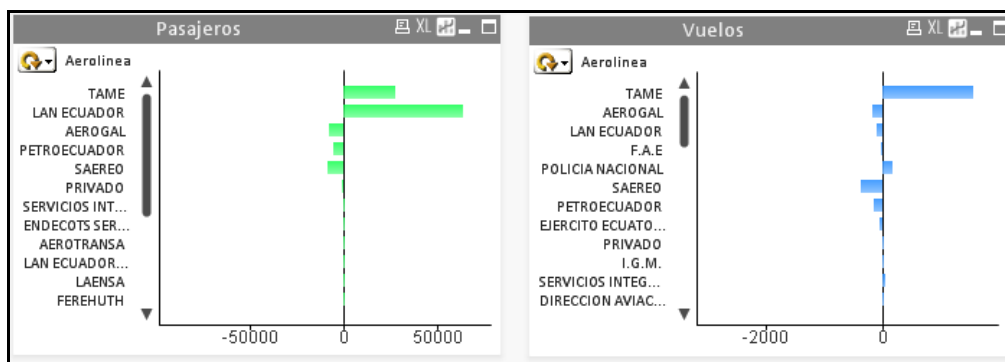 Pasajeros XL
Aerolinea
TAME
LAN ECUADOR
AEROGAL
PETROECUADOR
SAEREO
PRIVADO
SERVICIOS INT...
ENDECOTS SER...
AEROTRANSA
LAN ECUADOR...
LAENSA
FEREHUTH
-50000 0 50000
Vuelos XL
Aerolinea
TAME
AEROGAL
LAN ECUADOR
F.A.E
POLICIA NACIONAL
SAEREO
PETROECUADOR
EJERCITO ECUATO...
PRIVADO
I.G.M.
SERVICIOS INTEG...
DIRECCION AVIAC...
-2000 0